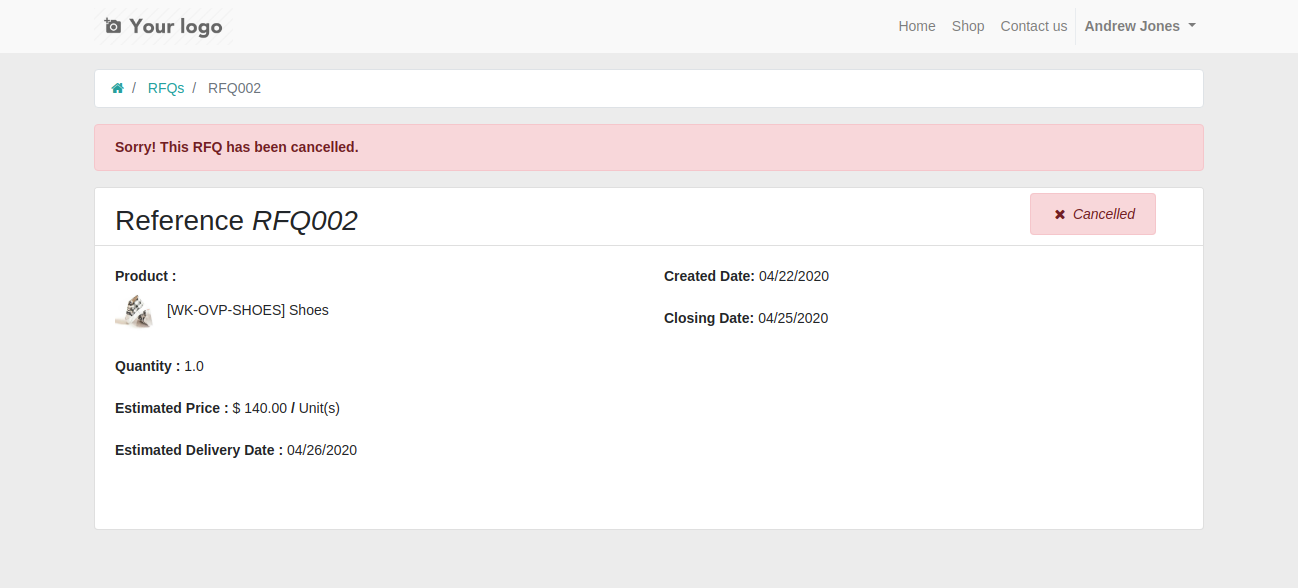 Your logo
Home Shop Contact us Andrew Jones
/ RFQs / RFQ002
Sorry! This RFQ has been cancelled.
Reference RFQ002
Cancelled
Product :
[WK-OVP-SHOES] Shoes
Quantity : 1.0
Estimated Price : $ 140.00 / Unit(s)
Estimated Delivery Date : 04/26/2020
Created Date: 04/22/2020
Closing Date: 04/25/2020